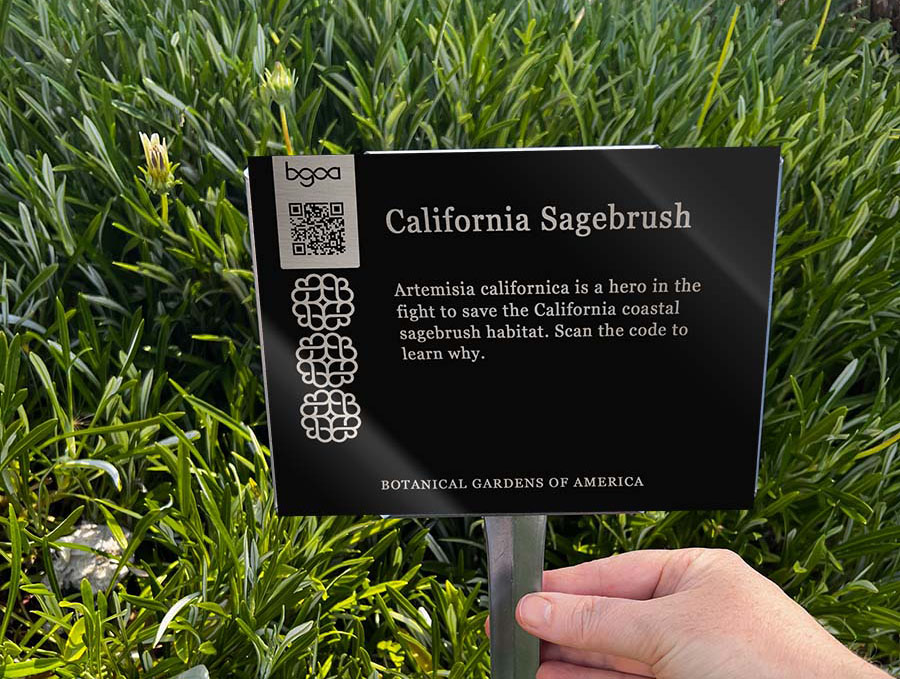 bgoa
California Sagebrush
Artemisia californica is a hero in the
fight to save the California coastal
sagebrush habitat. Scan the code to
learn why.
BOTANICAL GARDENS OF AMERICA